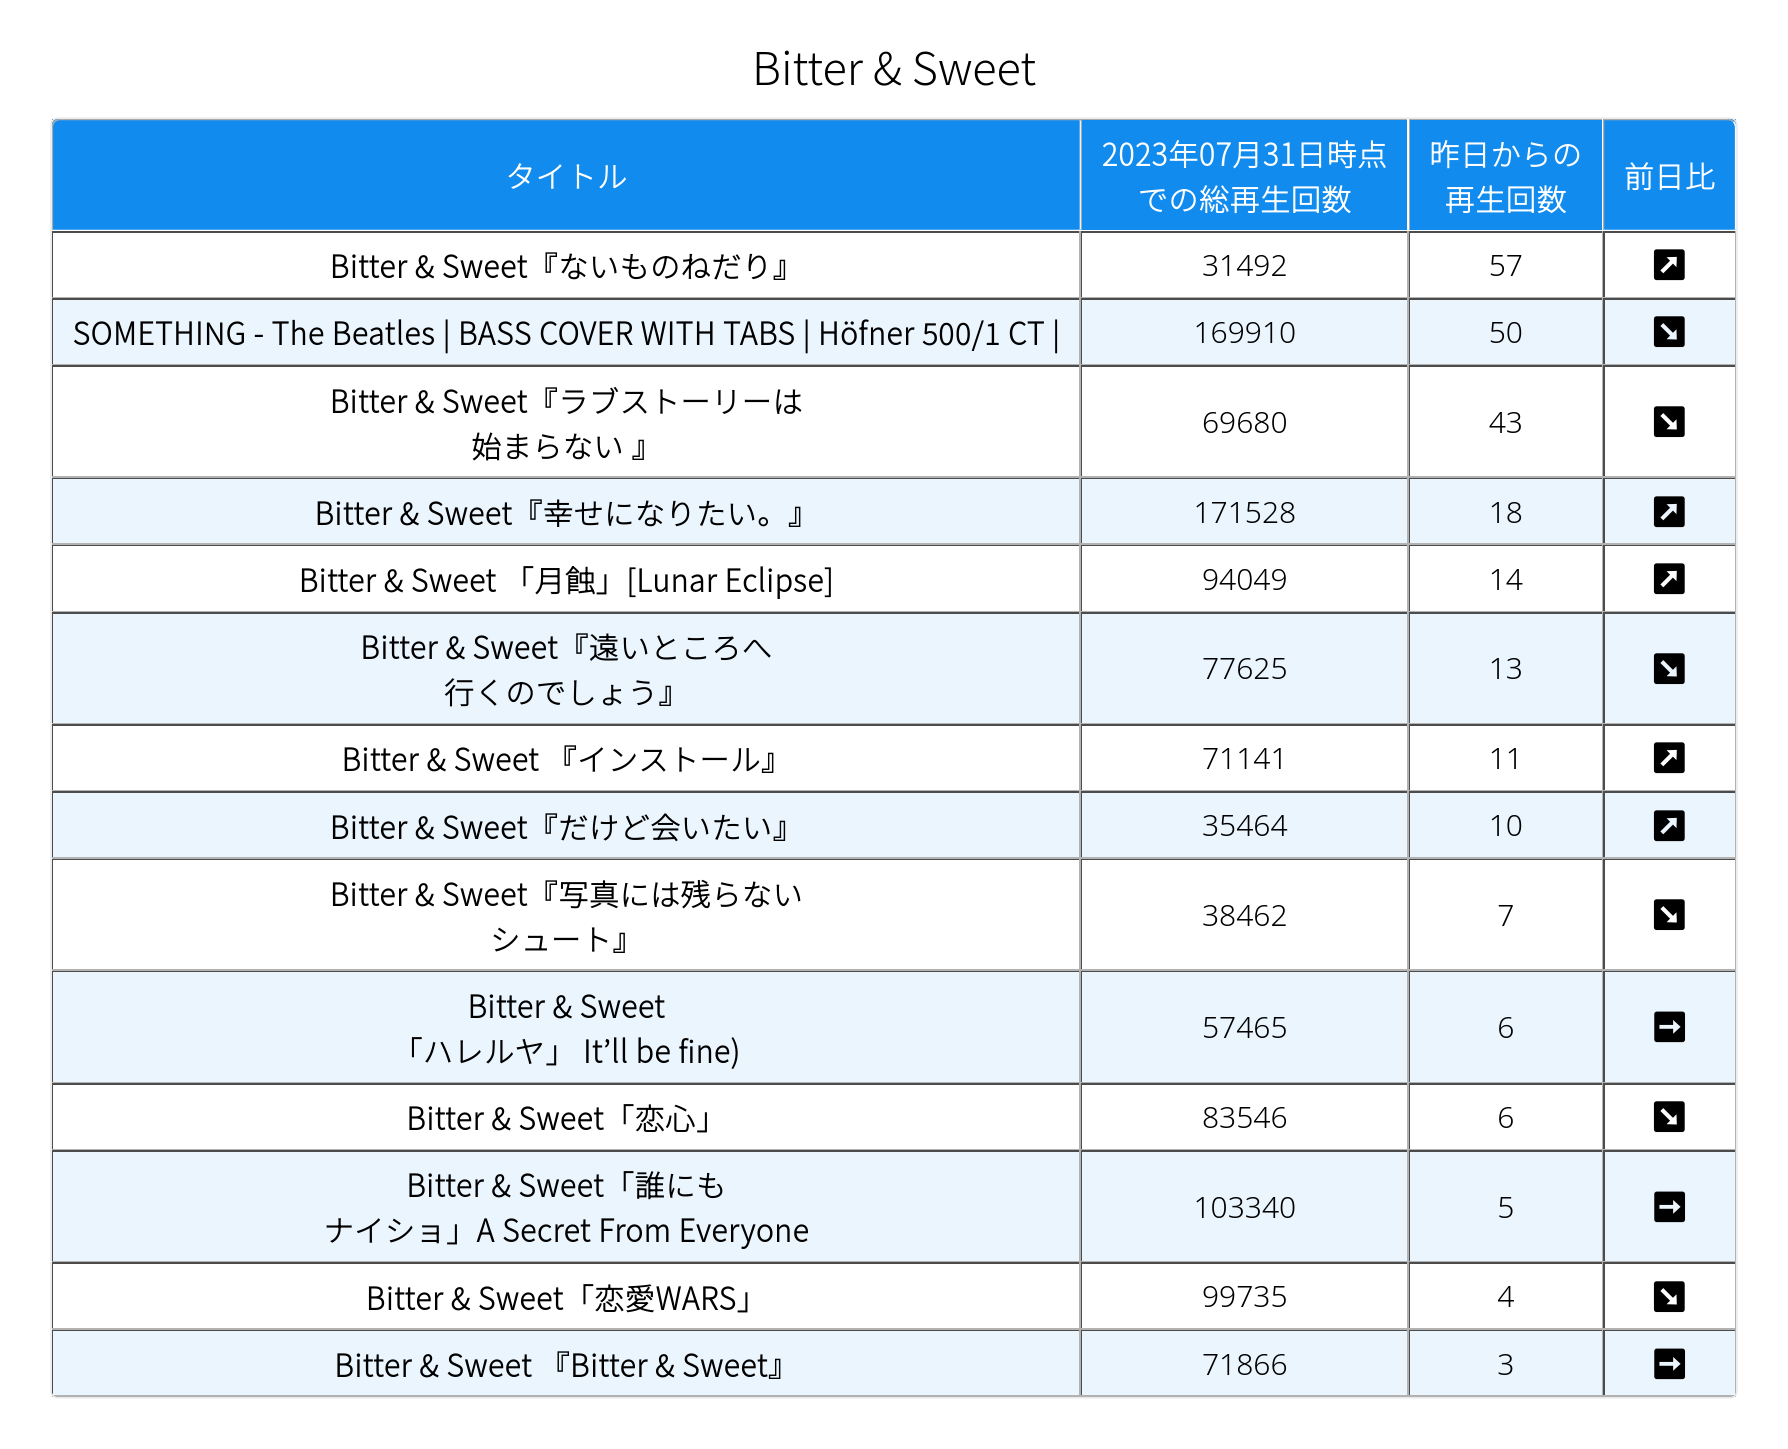 Bitter & Sweet
タイトル
2023年07月31日時点
での総再生回数
昨日からの
再生回数
前日比
Bitter & Sweet『ないものねだり』 31492 57
SOMETHING - The Beatles | BASS COVER WITH TABS | Höfner 500/1 CT | 169910 50
Bitter & Sweet『ラブストーリーは
始まらない 』 69680 43
Bitter & Sweet『幸せになりたい。』 171528 18
Bitter & Sweet 「月蝕」[Lunar Eclipse] 94049 14
Bitter & Sweet『遠いところへ
行くのでしょう』 77625 13
Bitter & Sweet 『インストール』 71141 11
Bitter & Sweet『だけど会いたい』 35464 10
Bitter & Sweet『写真には残らない
シュート』 38462 7
Bitter & Sweet
「ハレルヤ」 It’ll be fine) 57465 6
Bitter & Sweet「恋心」 83546 6
Bitter & Sweet「誰にも
ナイショ」A Secret From Everyone 103340 5
Bitter & Sweet「恋愛WARS」 99735 4
Bitter & Sweet 『Bitter & Sweet』 71866 3